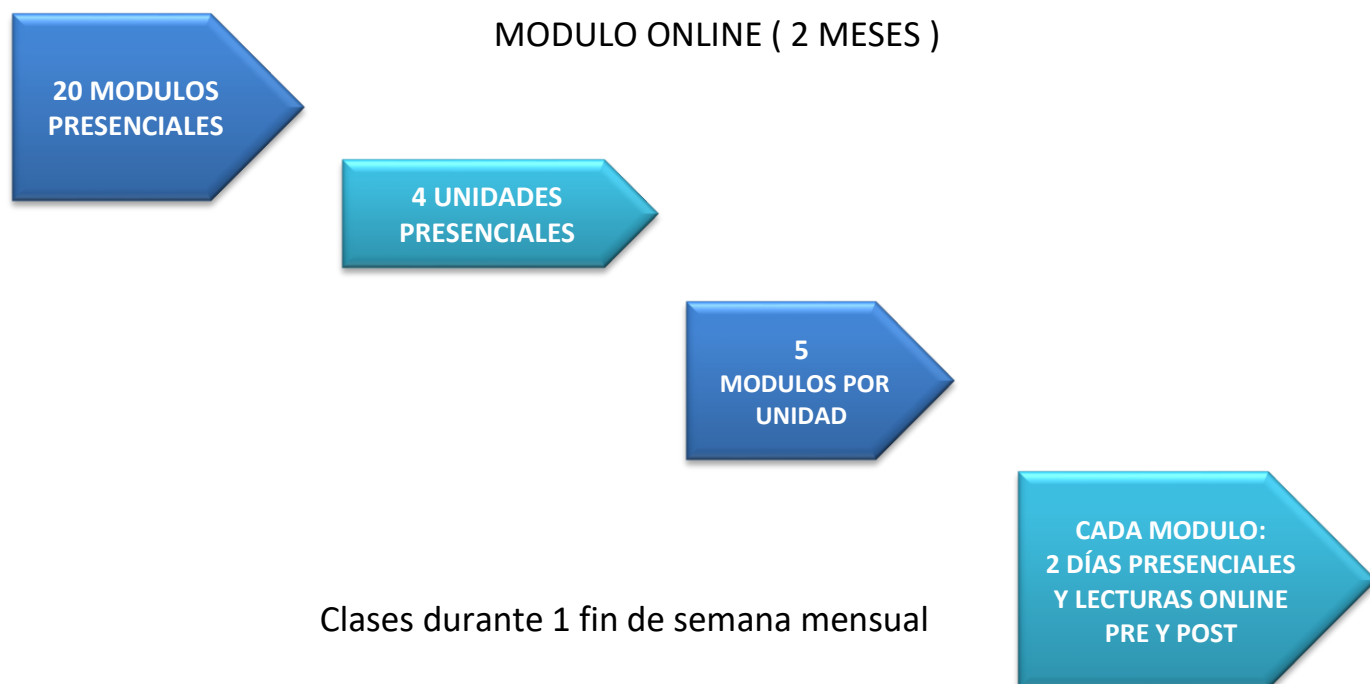 MODULO ONLINE ( 2 MESES )
20 MODULOS
PRESENCIALES
4 UNIDADES
PRESENCIALES
5
MODULOS POR
UNIDAD
CADA MODULO:
2 DÍAS PRESENCIALES
Y LECTURAS ONLINE
PRE Y POST
Clases durante 1 fin de semana mensual